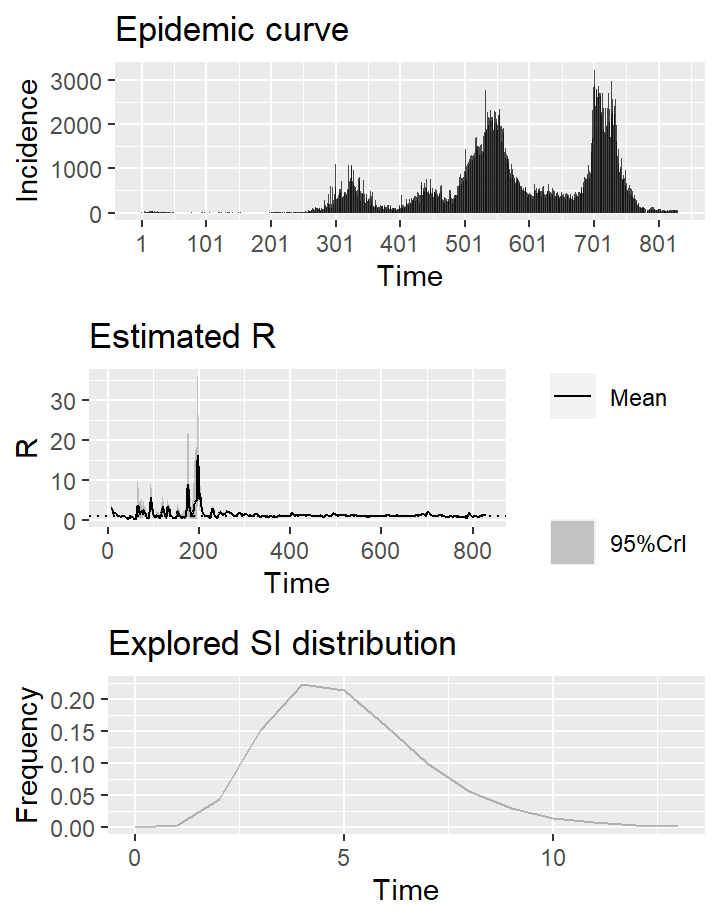 Epidemic curve
Incidence
3000
2000
1000
0
1 101 201 301 401 501 601 701 801
Time
Estimated R
R
30
20
10
0
0 200 400 600 800
Time
Mean
95%CrI
Explored SI distribution
Frequency
0.20
0.15
0.10
0.05
0.00
0 5 10
Time